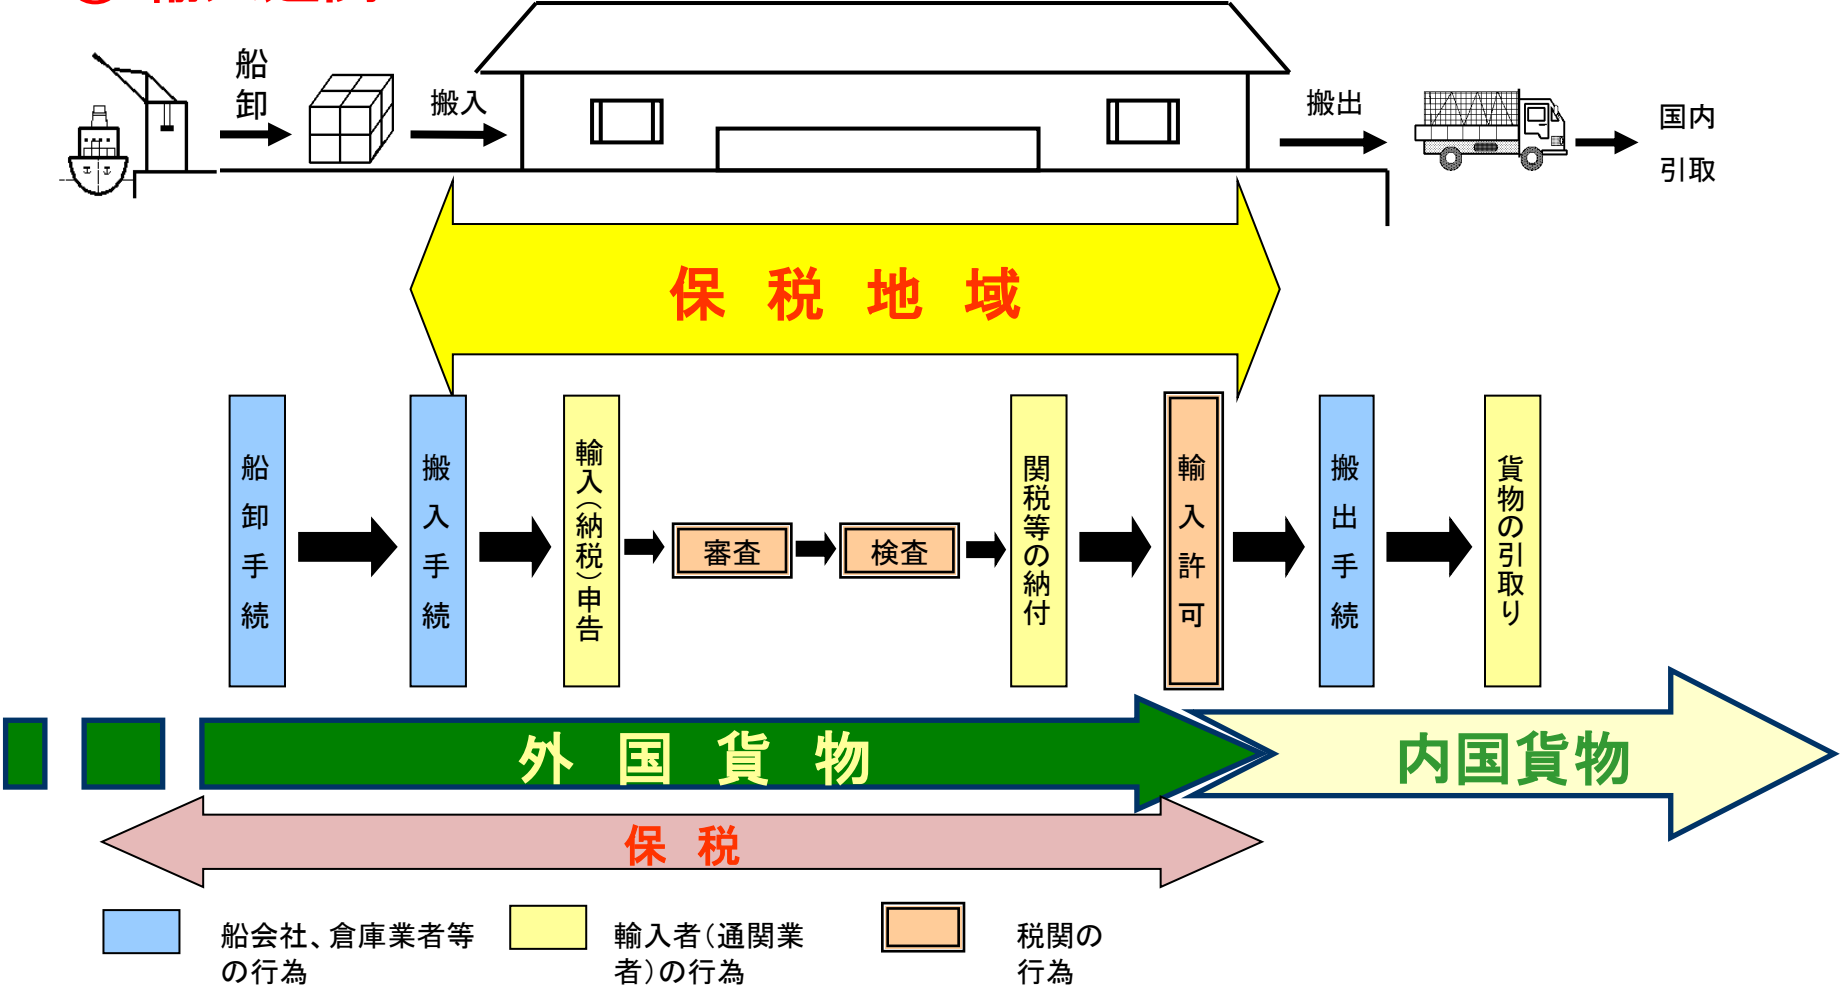 輸入通関
船卸
搬入
搬出
国内
引取
保税地域
船卸手続
搬入手続
輸入(納税)申告
審査
検査
関税等の納付
輸入許可
搬出手続
貨物の引取り
外国貨物
内国貨物
保税
船会社、倉庫業者等
の行為
輸入者(通関業
者)の行為
税関の
行為